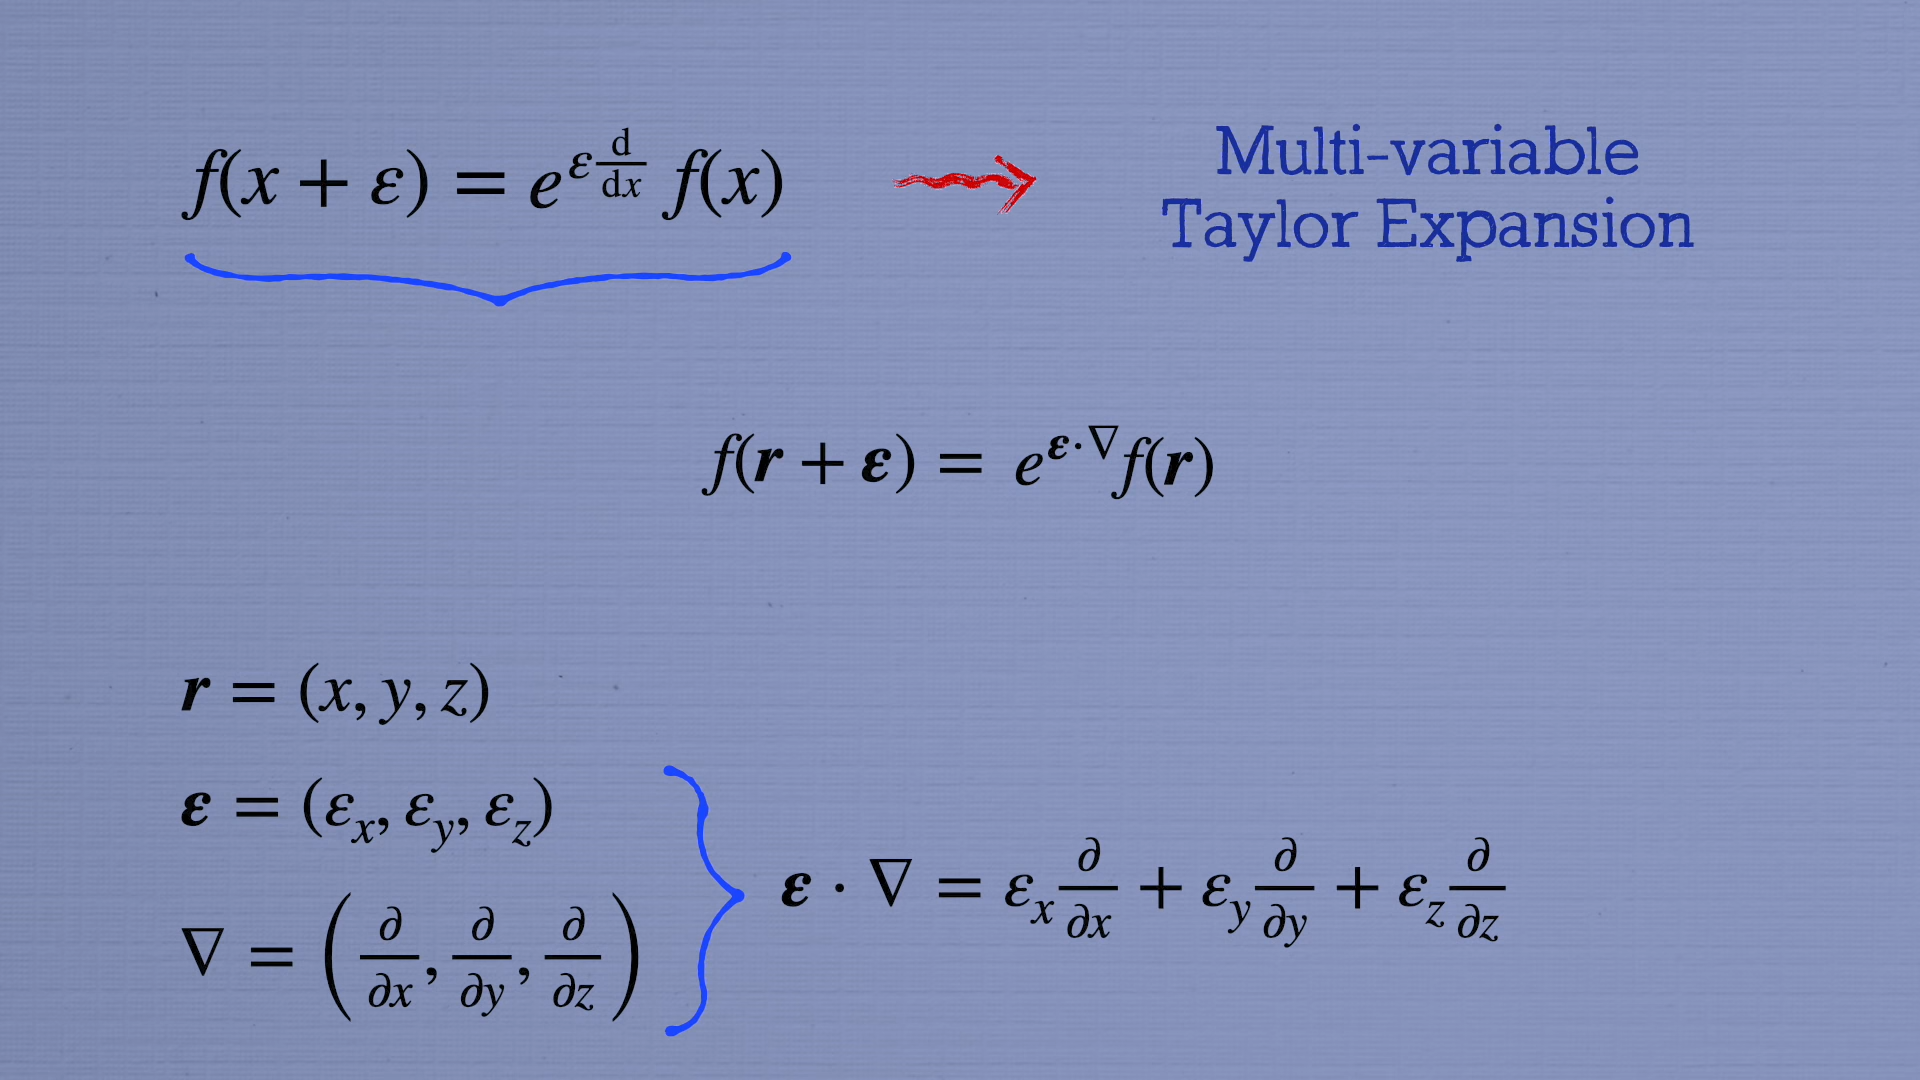 f(x + ε) = e^{ε d/dx} f(x)
Multi-variable
Taylor Expansion
f(𝒓 + 𝜺) = e^{𝜺·∇} f(𝒓)
𝒓 = (x, y, z)
𝜺 = (ε_x, ε_y, ε_z)
∇ = (∂/∂x, ∂/∂y, ∂/∂z)
𝜺 · ∇ = ε_x ∂/∂x + ε_y ∂/∂y + ε_z ∂/∂z